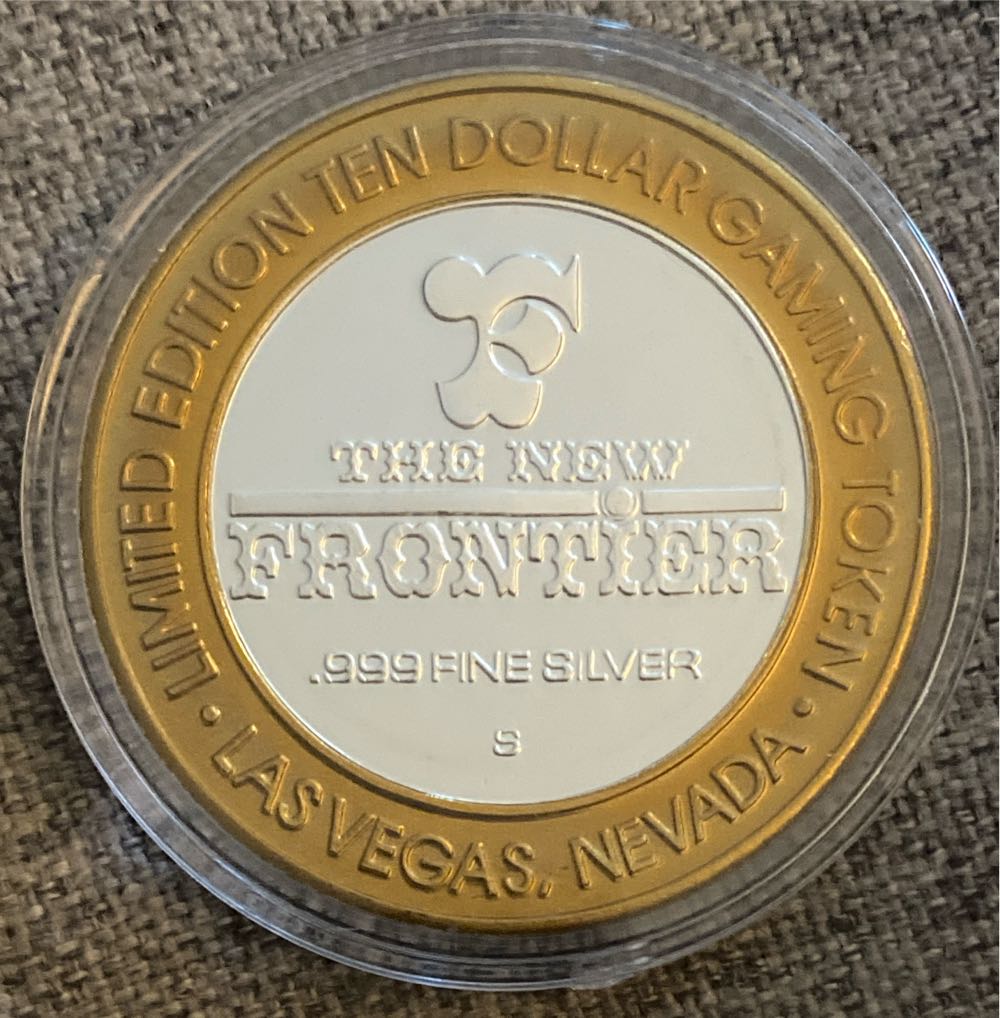 LIMITED EDITION TEN DOLLAR GAMING TOKEN
F
THE NEW
FRONTIER
.999 FINE SILVER
S
• LAS VEGAS, NEVADA •